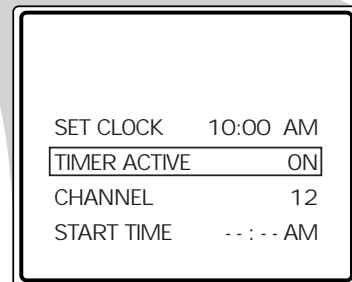 SET CLOCK 10:00 AM
TIMER ACTIVE ON
CHANNEL 12
START TIME - - : - - AM